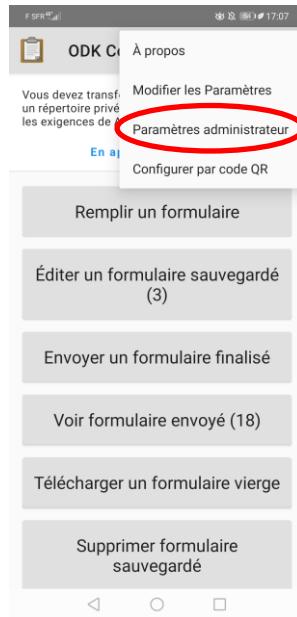 F SFR 17:07
ODK Co
À propos
Modifier les Paramètres
Paramètres administrateur
Configurer par code QR
Vous devez transf
un répertoire privé
les exigences de A
En ap
Remplir un formulaire
Éditer un formulaire sauvegardé
(3)
Envoyer un formulaire finalisé
Voir formulaire envoyé (18)
Télécharger un formulaire vierge
Supprimer formulaire
sauvegardé